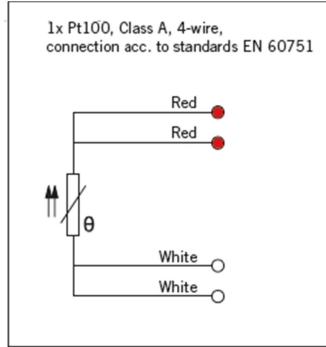 1x Pt100, Class A, 4-wire,
connection acc. to standards EN 60751
Red
Red
θ
White
White